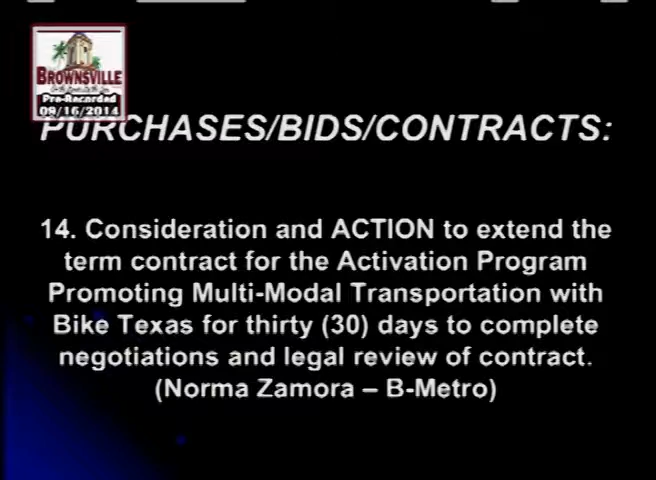 BROWNSVILLE
Pre-Recorded
09/16/2014
PURCHASES/BIDS/CONTRACTS:
14. Consideration and ACTION to extend the
term contract for the Activation Program
Promoting Multi-Modal Transportation with
Bike Texas for thirty (30) days to complete
negotiations and legal review of contract.
(Norma Zamora – B-Metro)